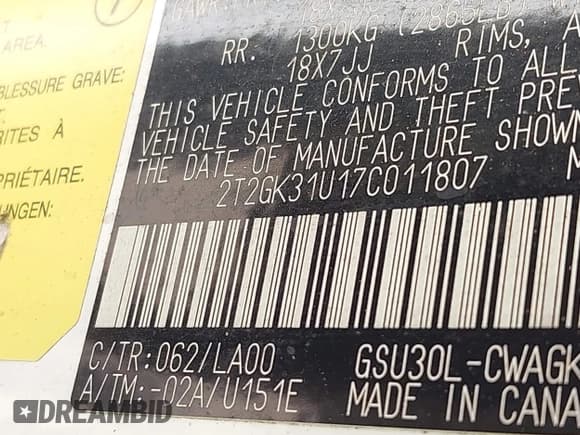 T
AREA.
BLESSURE GRAVE:
RITES À
PRIÉTAIRE.
UNGEN:
RR. 1300KG (2865LB)
18X7JJ RIMS,
THIS VEHICLE CONFORMS TO ALL
VEHICLE SAFETY AND THEFT PRE
THE DATE OF MANUFACTURE SHOWN
2T2GK31U17C011807
C/TR:062/LA00 GSU30L-CWAGK
A/TM:-02A/U151E MADE IN CANA
DREAMBID